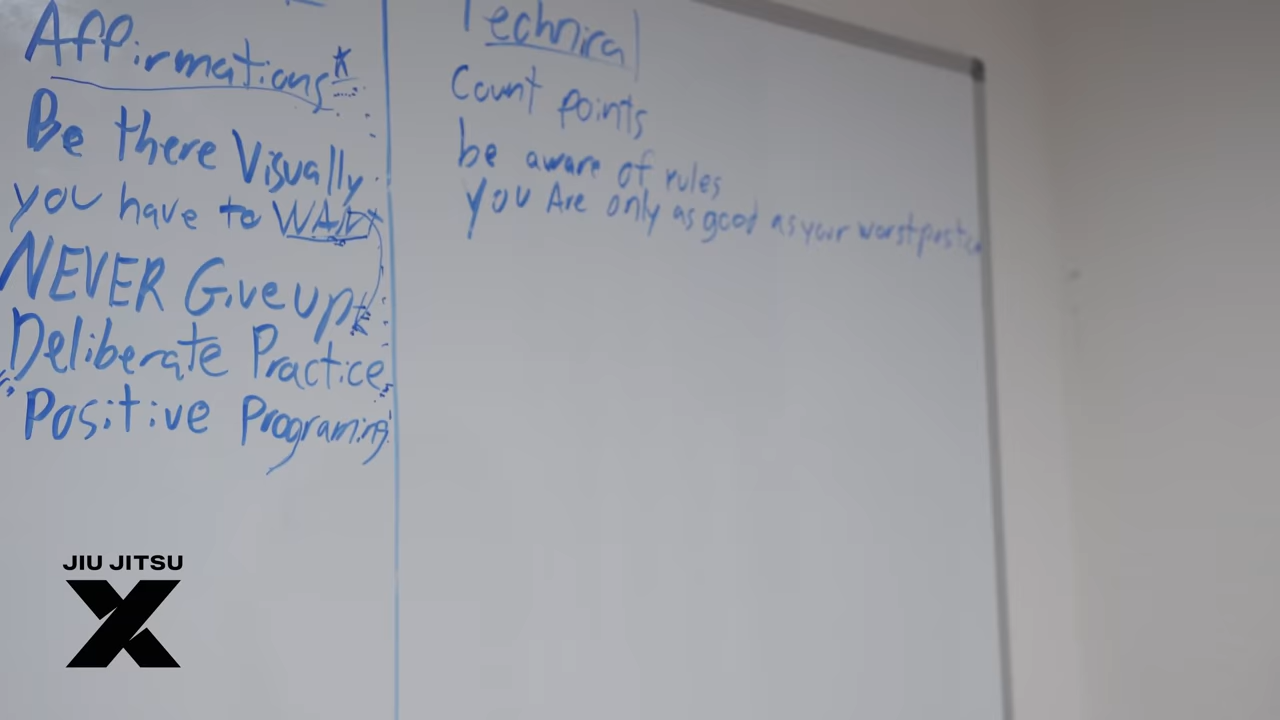 Affirmations*
Be there Visually
you have to WANT
NEVER Give up
Deliberate Practice
Positive Programing
Technical
Count points
be aware of rules
you Are only as good as your worst
JIU JITSU
X